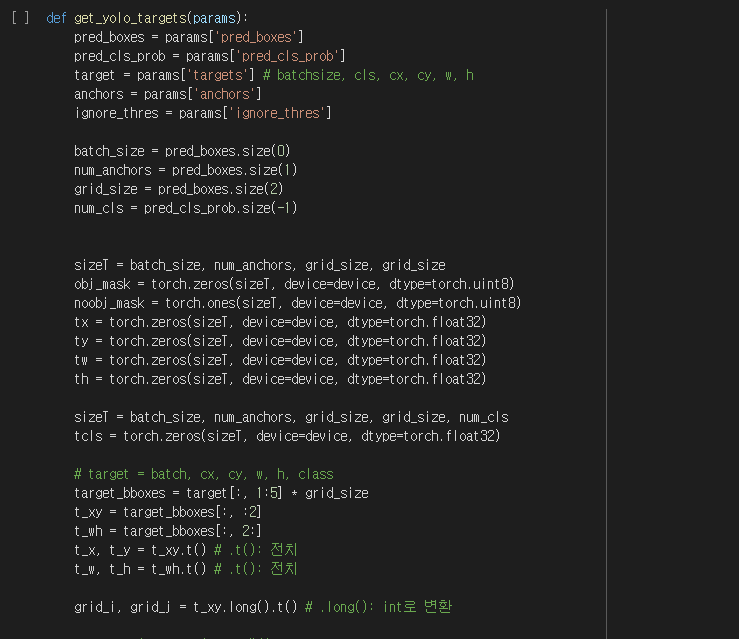 [ ] def get_yolo_targets(params):
pred_boxes = params['pred_boxes']
pred_cls_prob = params['pred_cls_prob']
target = params['targets'] # batchsize, cls, cx, cy, w, h
anchors = params['anchors']
ignore_thres = params['ignore_thres']
batch_size = pred_boxes.size(0)
num_anchors = pred_boxes.size(1)
grid_size = pred_boxes.size(2)
num_cls = pred_cls_prob.size(-1)
sizeT = batch_size, num_anchors, grid_size, grid_size
obj_mask = torch.zeros(sizeT, device=device, dtype=torch.uint8)
noobj_mask = torch.ones(sizeT, device=device, dtype=torch.uint8)
tx = torch.zeros(sizeT, device=device, dtype=torch.float32)
ty = torch.zeros(sizeT, device=device, dtype=torch.float32)
tw = torch.zeros(sizeT, device=device, dtype=torch.float32)
th = torch.zeros(sizeT, device=device, dtype=torch.float32)
sizeT = batch_size, num_anchors, grid_size, grid_size, num_cls
tcls = torch.zeros(sizeT, device=device, dtype=torch.float32)
# target = batch, cx, cy, w, h, class
target_bboxes = target[:, 1:5] * grid_size
t_xy = target_bboxes[:, :2]
t_wh = target_bboxes[:, 2:]
t_x, t_y = t_xy.t() # .t(): 전치
t_w, t_h = t_wh.t() # .t(): 전치
grid_i, grid_j = t_xy.long().t() # .long(): int로 변환